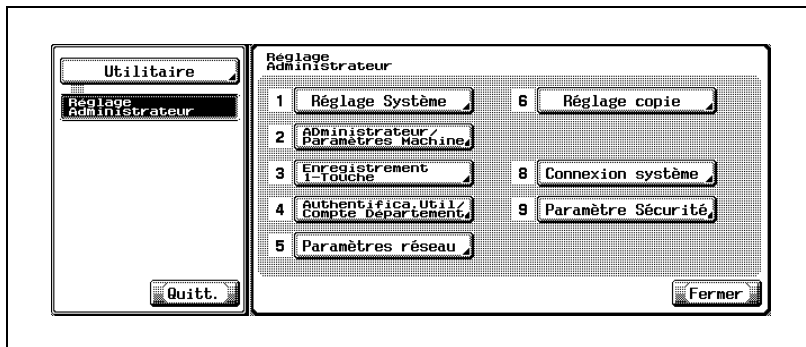 Utilitaire
Réglage
Administrateur
Quitt.
Réglage
Administrateur
1 Réglage Système
2 ADministrateur/
Paramètres Machine
3 Enregistrement
1-Touche
4 Authentifica.Util/
Compte Département
5 Paramètres réseau
6 Réglage copie
8 Connexion système
9 Paramètre Sécurité
Fermer